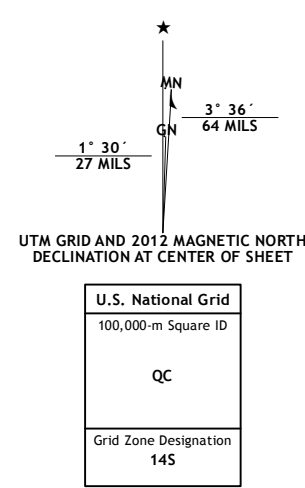 ★
MN
3° 36´
64 MILS
GN
1° 30´
27 MILS
UTM GRID AND 2012 MAGNETIC NORTH
DECLINATION AT CENTER OF SHEET
U.S. National Grid
100,000-m Square ID
QC
Grid Zone Designation
14S